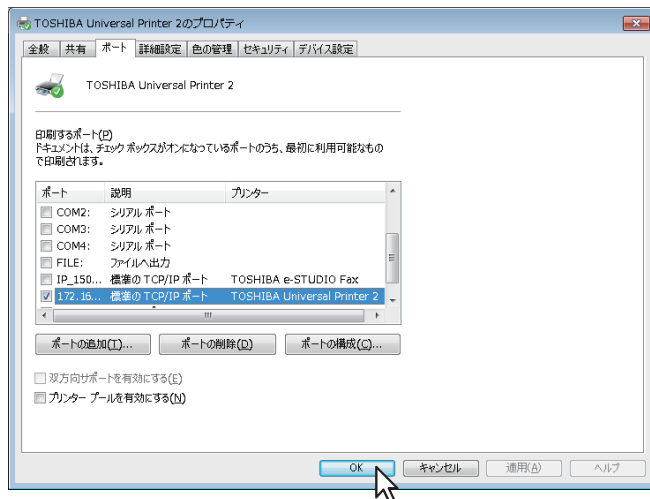 TOSHIBA Universal Printer 2のプロパティ
全般 共有 ポート 詳細設定 色の管理 セキュリティ デバイス設定
TOSHIBA Universal Printer 2
印刷するポート(P)
ドキュメントは、チェック ボックスがオンになっているポートのうち、最初に利用可能なもの
で印刷されます。
ポート 説明 プリンター
COM2: シリアル ポート
COM3: シリアル ポート
COM4: シリアル ポート
FILE: ファイルへ出力
IP_150... 標準の TCP/IP ポート TOSHIBA e-STUDIO Fax
172.16... 標準の TCP/IP ポート TOSHIBA Universal Printer 2
ポートの追加(T)... ポートの削除(D) ポートの構成(C)...
双方向サポートを有効にする(E)
プリンター プールを有効にする(N)
OK キャンセル 適用(A) ヘルプ